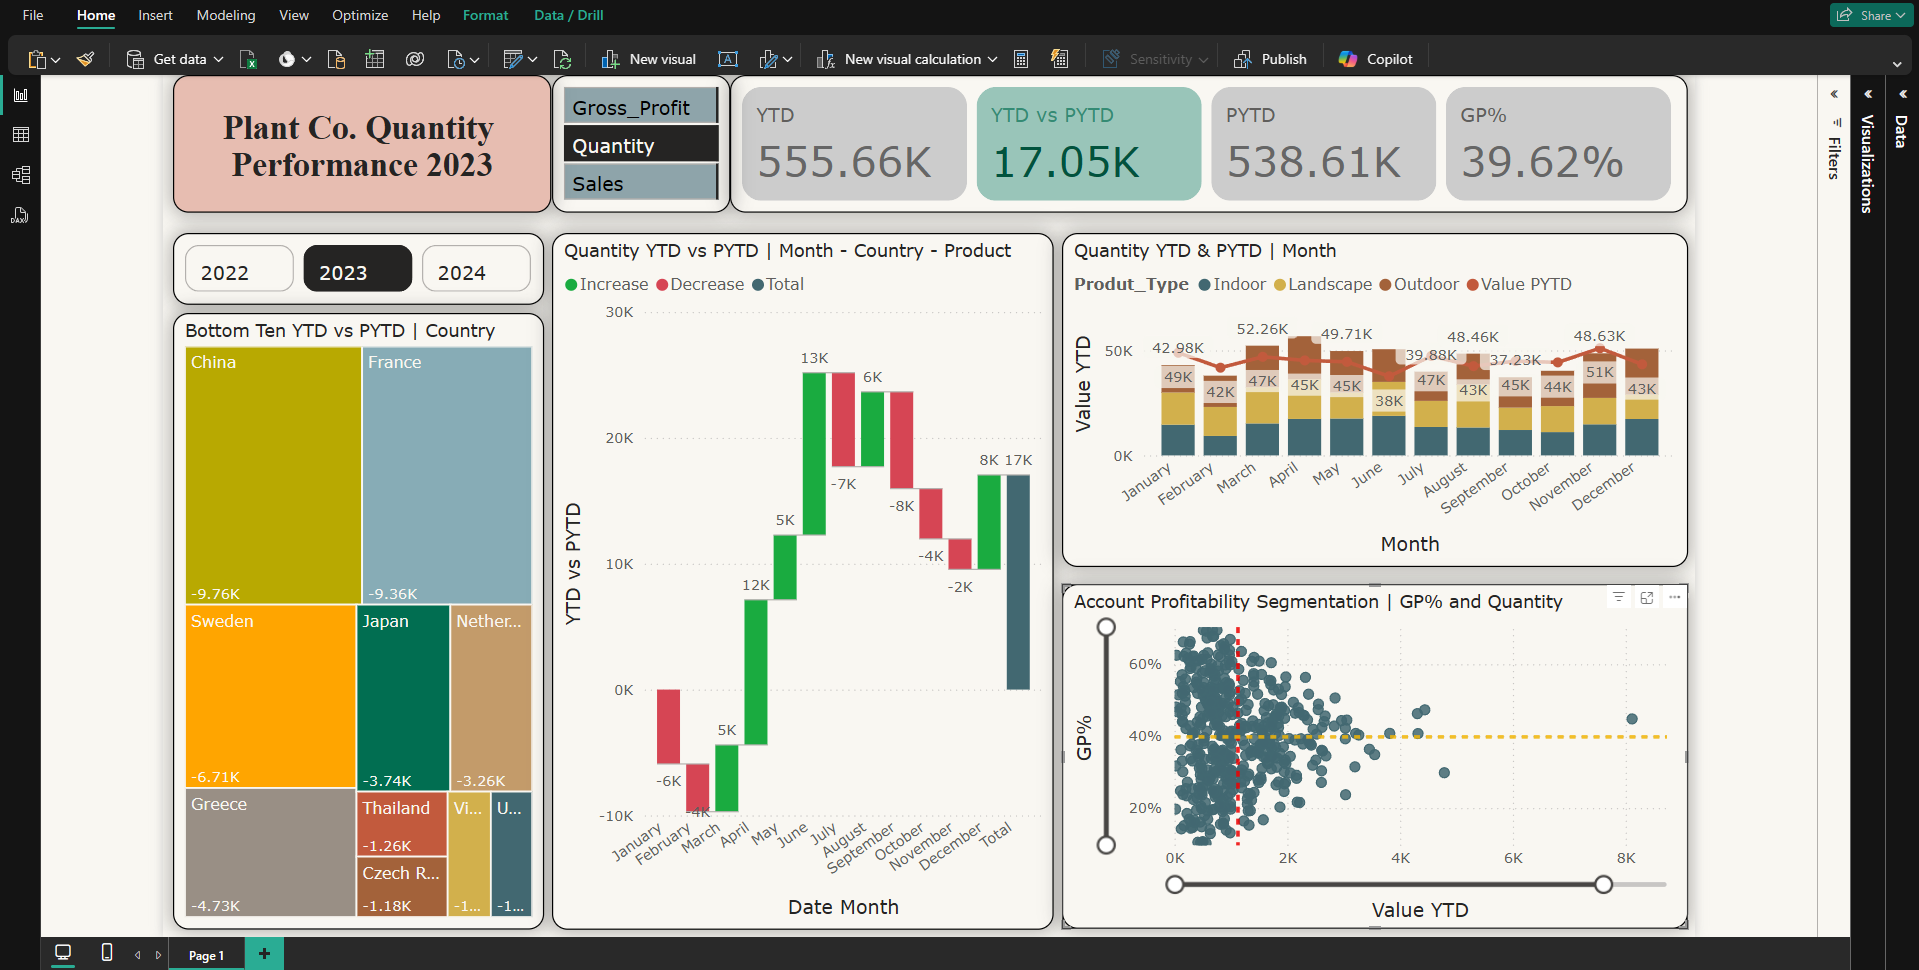 File Home Insert Modeling View Optimize Help Format Data / Drill Share
Get data New visual New visual calculation Sensitivity Publish Copilot
Plant Co. Quantity
Performance 2023
Gross_Profit
Quantity
Sales
YTD
555.66K
YTD vs PYTD
17.05K
PYTD
538.61K
GP%
39.62%
Filters
Visualizations
Data
2022 2023 2024
Bottom Ten YTD vs PYTD | Country
China
-9.76K
France
-9.36K
Sweden
-6.71K
Japan
-3.74K
Nether...
-3.26K
Greece
-4.73K
Thailand
-1.26K
Czech R...
-1.18K
Vi...
-1...
U...
-1...
Quantity YTD vs PYTD | Month - Country - Product
Increase Decrease Total
YTD vs PYTD
30K
20K
10K
0K
-10K
-6K
-4K
5K
12K
5K
13K
-7K
6K
-8K
-4K
-2K
8K
17K
January February March April May June July August September October November December Total
Date Month
Quantity YTD & PYTD | Month
Produt_Type Indoor Landscape Outdoor Value PYTD
Value YTD
50K
0K
42.98K 52.26K 49.71K 39.88K 48.46K 37.23K 48.63K
49K 42K 47K 45K 45K 38K 47K 43K 45K 44K 51K 43K
January February March April May June July August September October November December
Month
Account Profitability Segmentation | GP% and Quantity
GP%
60%
40%
20%
0K 2K 4K 6K 8K
Value YTD
Page 1